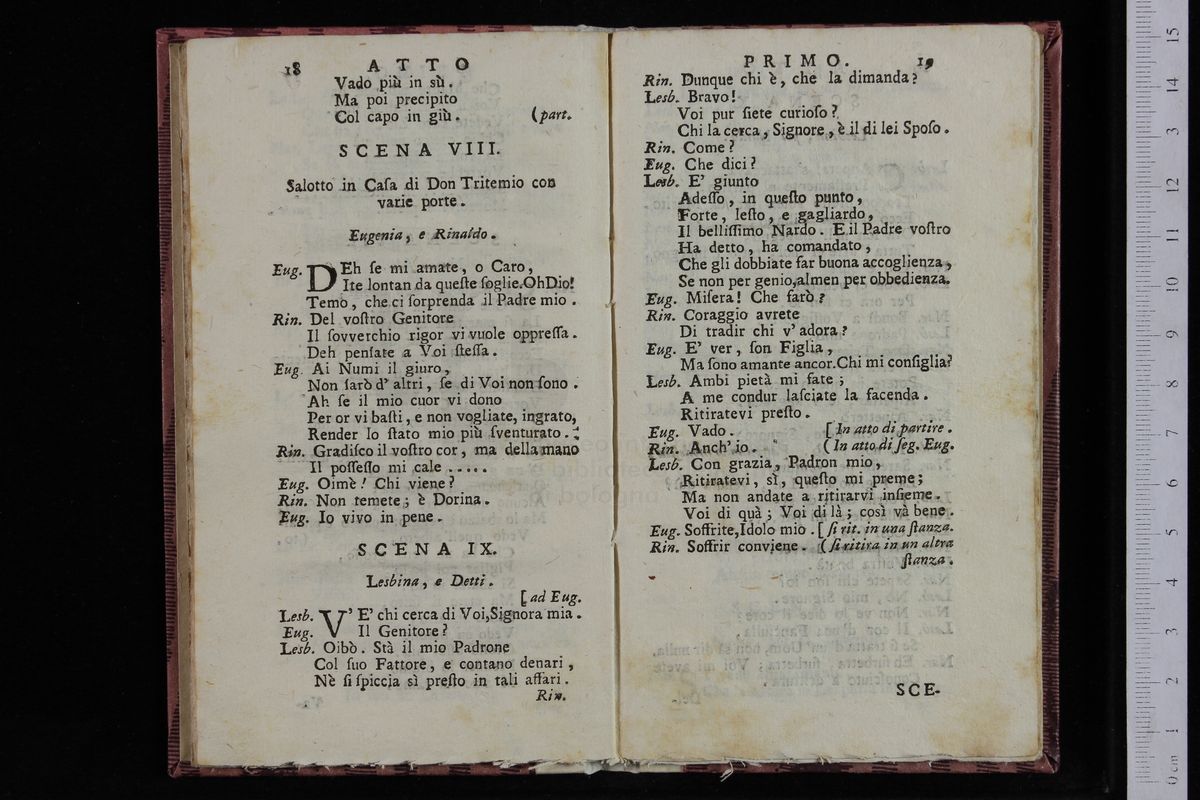 18 ATTO
Vado più in sù.
Ma poi precipito
Col capo in giù. (part.
SCENA VIII.
Salotto in Caſa di Don Tritemio con
varie porte.
Eugenia, e Rinaldo.
Eug. DEh ſe mi amate, o Caro,
Ite lontan da queſte ſoglie.OhDio!
Temo, che ci ſorprenda il Padre mio.
Rin. Del voſtro Genitore
Il ſovverchio rigor vi vuole oppreſſa.
Deh penſate a Voi ſteſſa.
Eug. Ai Numi il giuro,
Non ſarò d' altri, ſe di Voi non ſono.
Ah ſe il mio cuor vi dono
Per or vi baſti, e non vogliate, ingrato,
Render lo ſtato mio più ſventurato.
Rin. Gradiſco il voſtro cor, ma della mano
Il poſſeſſo mi cale .....
Eug. Oimè! Chi viene?
Rin. Non temete; è Dorina.
Eug. Io vivo in pene.
SCENA IX.
Lesbina, e Detti.
[ad Eug.
Lesb. V' E' chi cerca di Voi,Signora mia.
Eug. Il Genitore?
Lesb. Oibò. Stà il mio Padrone
Col ſuo Fattore, e contano denari,
Nè ſi ſpiccia sì preſto in tali affari.
Rin.
PRIMO. 19
Rin. Dunque chi è, che la dimanda?
Lesb. Bravo!
Voi pur ſiete curioſo?
Chi la cerca, Signore, è il di lei Spoſo.
Rin. Come?
Eug. Che dici?
Lesb. E' giunto
Adeſſo, in queſto punto,
Forte, leſto, e gagliardo,
Il belliſſimo Nardo. E il Padre voſtro
Ha detto, ha comandato,
Che gli dobbiate far buona accoglienza,
Se non per genio,almen per obbedienza.
Eug. Miſera! Che farò?
Rin. Coraggio avrete
Di tradir chi v' adora?
Eug. E' ver, ſon Figlia,
Ma ſono amante ancor.Chi mi conſiglia?
Lesb. Ambi pietà mi fate;
A me condur laſciate la facenda.
Ritiratevi preſto.
Eug. Vado. [In atto di partire.
Rin. Anch' io. (In atto di ſeg. Eug.
Lesb. Con grazia, Padron mio,
Ritiratevi, sì, queſto mi preme;
Ma non andate a ritirarvi inſieme.
Voi di quà; Voi di là; così và bene.
Eug. Soffrite,Idolo mio. [ſi rit. in una ſtanza.
Rin. Soffrir conviene. (ſi ritira in un altra
ſtanza.
SCE-